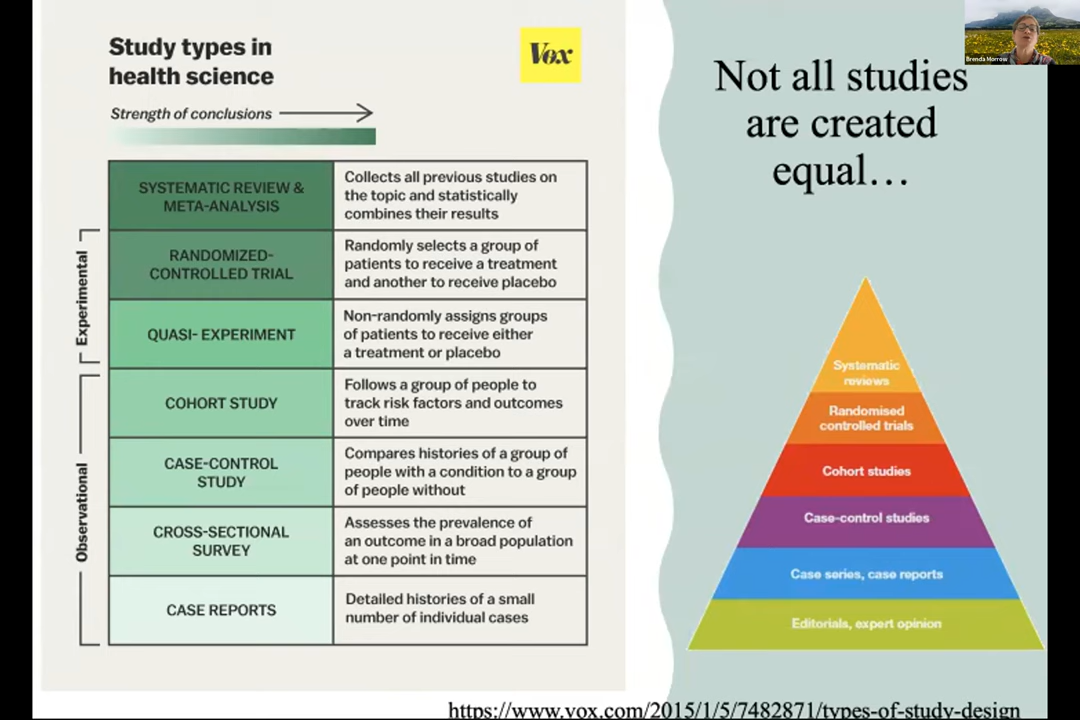 Study types in
health science
Vox
Strength of conclusions
SYSTEMATIC REVIEW &
META-ANALYSIS
Collects all previous studies on
the topic and statistically
combines their results
Experimental
RANDOMIZED-
CONTROLLED TRIAL
Randomly selects a group of
patients to receive a treatment
and another to receive placebo
QUASI- EXPERIMENT
Non-randomly assigns groups
of patients to receive either
a treatment or placebo
Observational
COHORT STUDY
Follows a group of people to
track risk factors and outcomes
over time
CASE-CONTROL
STUDY
Compares histories of a group of
people with a condition to a group
of people without
CROSS-SECTIONAL
SURVEY
Assesses the prevalence of
an outcome in a broad population
at one point in time
CASE REPORTS
Detailed histories of a small
number of individual cases
Brenda Morrow
Not all studies
are created
equal…
Systematic
reviews
Randomised
controlled trials
Cohort studies
Case-control studies
Case series, case reports
Editorials, expert opinion
https://www.vox.com/2015/1/5/7482871/types-of-study-design